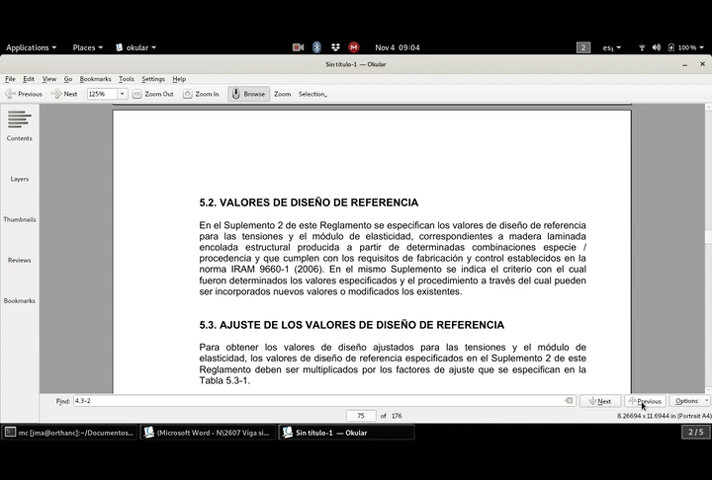 Applications Places okular Nov 4 09:04 2 es₁ 100 %
Sin título-1 — Okular
File Edit View Go Bookmarks Tools Settings Help
Previous Next 125% Zoom Out Zoom In Browse Zoom Selection
Contents
Layers
Thumbnails
Reviews
Bookmarks
5.2. VALORES DE DISEÑO DE REFERENCIA
En el Suplemento 2 de este Reglamento se especifican los valores de diseño de referencia
para las tensiones y el módulo de elasticidad, correspondientes a madera laminada
encolada estructural producida a partir de determinadas combinaciones especie /
procedencia y que cumplen con los requisitos de fabricación y control establecidos en la
norma IRAM 9660-1 (2006). En el mismo Suplemento se indica el criterio con el cual
fueron determinados los valores especificados y el procedimiento a través del cual pueden
ser incorporados nuevos valores o modificados los existentes.
5.3. AJUSTE DE LOS VALORES DE DISEÑO DE REFERENCIA
Para obtener los valores de diseño ajustados para las tensiones y el módulo de
elasticidad, los valores de diseño de referencia especificados en el Suplemento 2 de este
Reglamento deben ser multiplicados por los factores de ajuste que se especifican en la
Tabla 5.3-1.
Find: 4.3-2 Next Previous Options
75 of 176 8.26694 x 11.6944 in (Portrait A4)
mc [jma@orthanc]:~/Documentos... (Microsoft Word - N\2607 Viga si... Sin título-1 — Okular 2 / 5